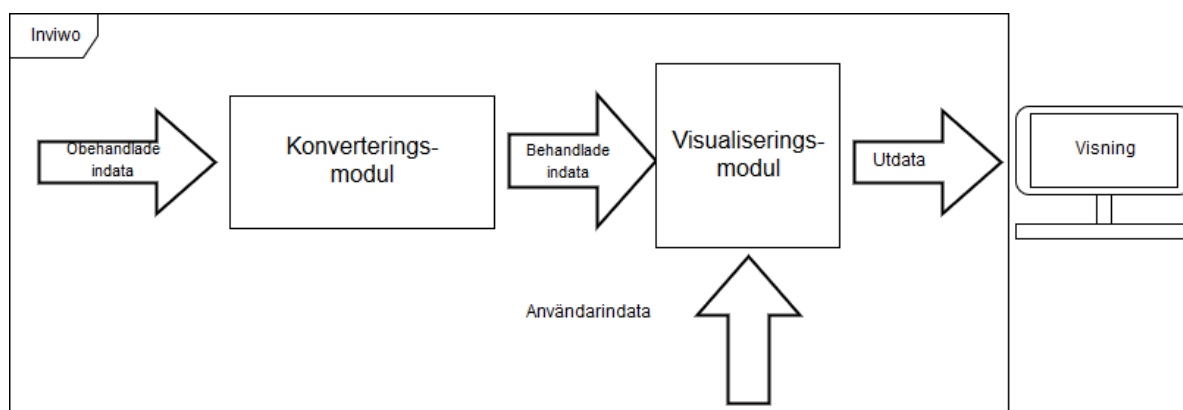 Inviwo
Obehandlade
indata
Konverterings-
modul
Behandlade
indata
Visualiserings-
modul
Utdata
Visning
Användarindata